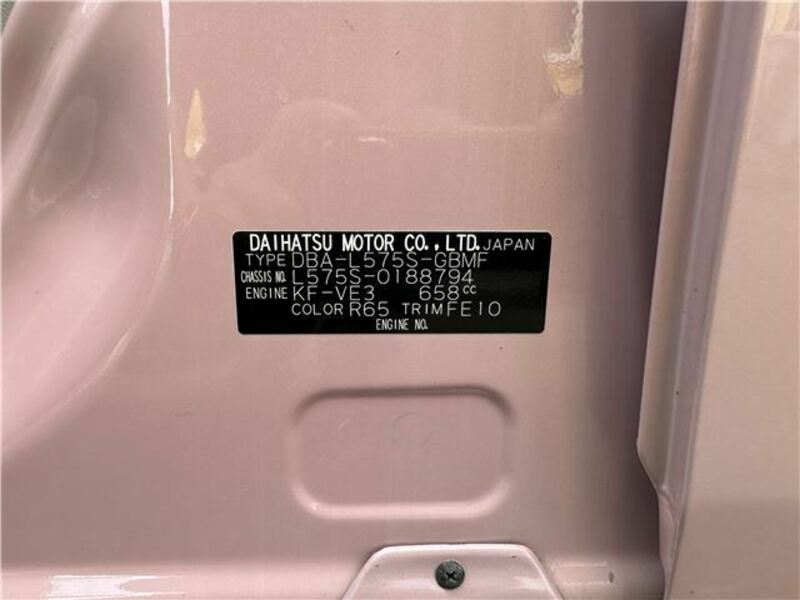 DAIHATSU MOTOR CO., LTD. JAPAN
TYPE DBA-L575S-GBMF
CHASSIS NO. L575S-0188794
ENGINE KF-VE3 658cc
COLOR R65 TRIM FE10
ENGINE NO.